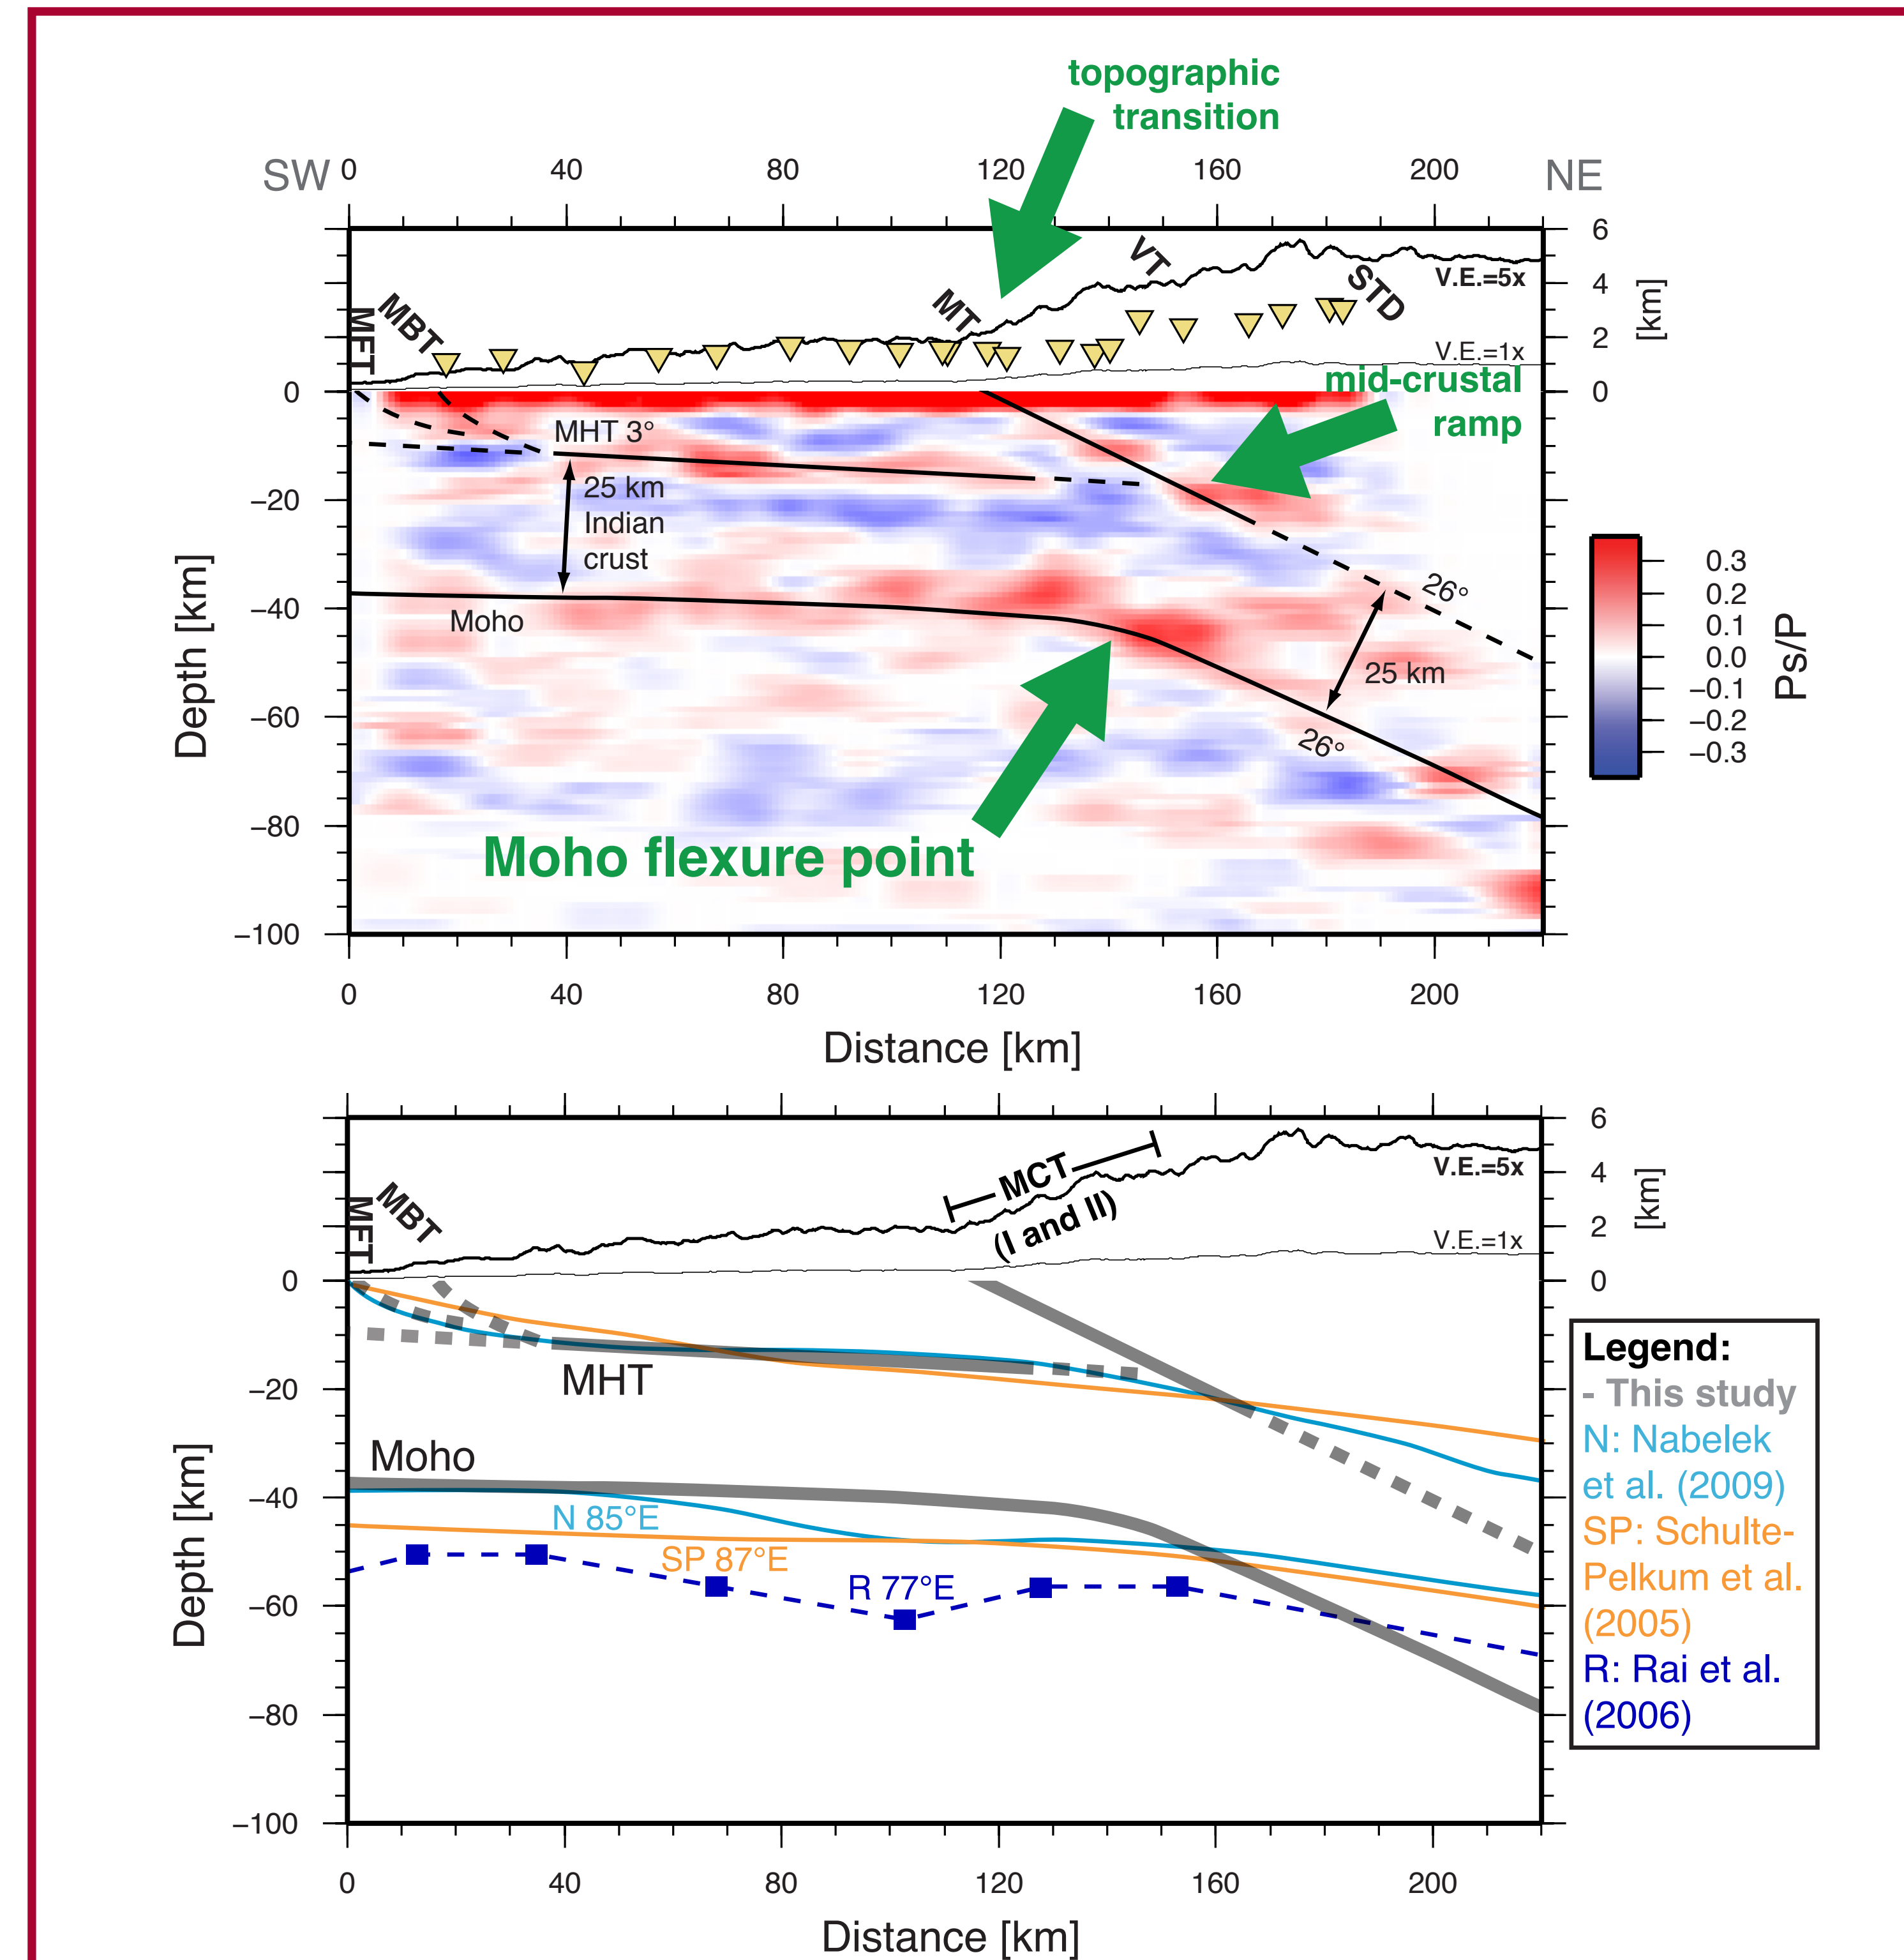 topographic
transition
SW 0 40 80 120 160 200 NE
6
MFT
MBT
MT
VT
STD
V.E.=5x
4
[km]
2
V.E.=1x
0
0
mid-crustal
ramp
MHT 3°
25 km
Indian
crust
−20
−40
Moho
26°
25 km
26°
−60
−80
−100
Depth [km]
Moho flexure point
0.3
0.2
0.1
0.0
−0.1
−0.2
−0.3
Ps/P
0 40 80 120 160 200
Distance [km]
6
MFT
MBT
MCT
(I and II)
V.E.=5x
4
[km]
2
V.E.=1x
0
0
MHT
−20
Moho
−40
N 85°E
SP 87°E
R 77°E
−60
−80
−100
Depth [km]
0 40 80 120 160 200
Distance [km]
Legend:
- This study
N: Nabelek
et al. (2009)
SP: Schulte-
Pelkum et al.
(2005)
R: Rai et al.
(2006)